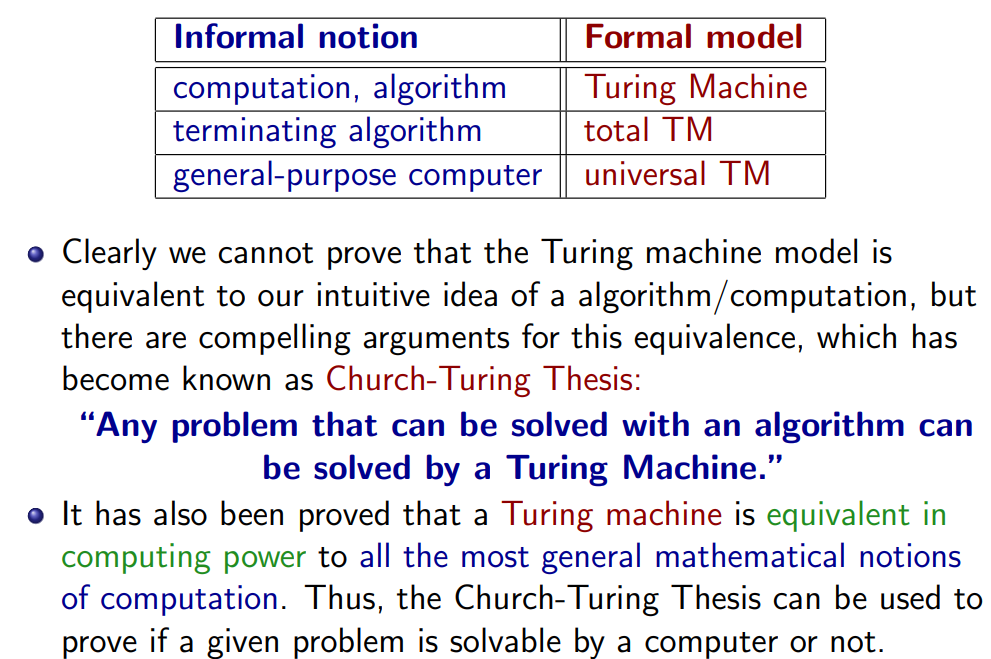 Informal notion Formal model
computation, algorithm Turing Machine
terminating algorithm total TM
general-purpose computer universal TM
Clearly we cannot prove that the Turing machine model is
equivalent to our intuitive idea of a algorithm/computation, but
there are compelling arguments for this equivalence, which has
become known as Church-Turing Thesis:
“Any problem that can be solved with an algorithm can
be solved by a Turing Machine.”
It has also been proved that a Turing machine is equivalent in
computing power to all the most general mathematical notions
of computation. Thus, the Church-Turing Thesis can be used to
prove if a given problem is solvable by a computer or not.